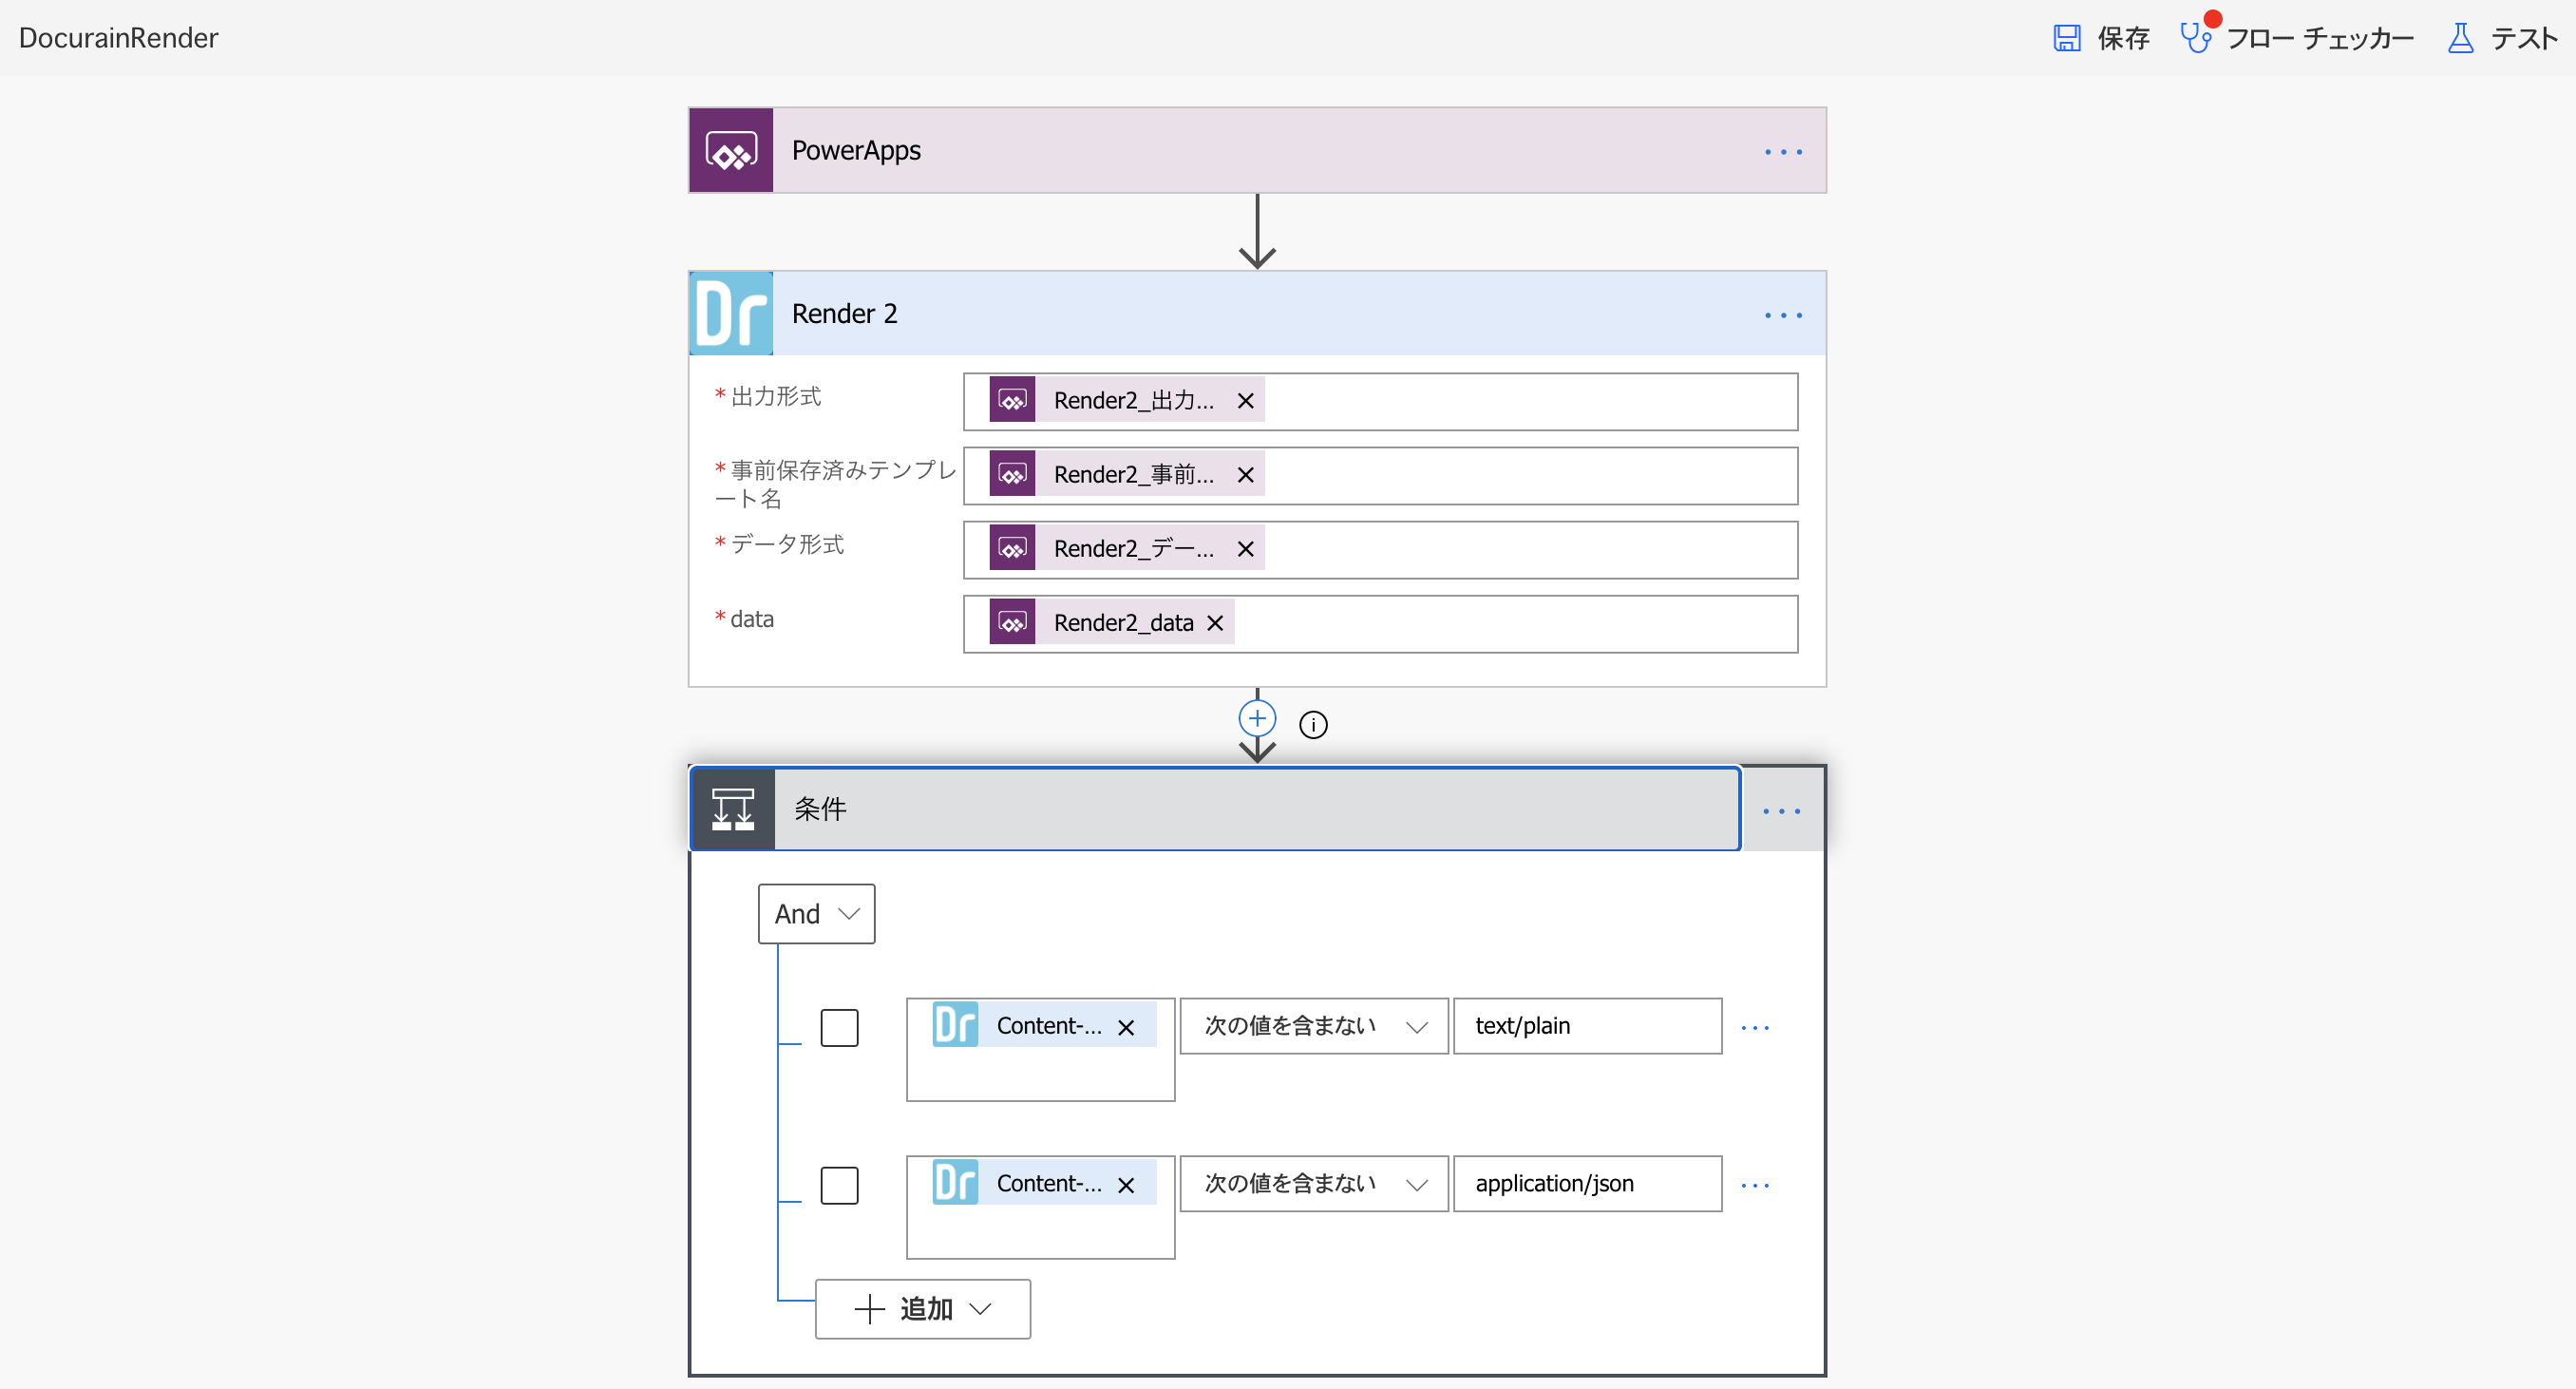 DocurainRender
保存
フロー チェッカー
テスト
PowerApps
Dr
Render 2
*出力形式
Render2_出力...
*事前保存済みテンプレ
ート名
Render2_事前...
*データ形式
Render2_デー...
*data
Render2_data
条件
And
Dr Content-... 次の値を含まない text/plain
Dr Content-... 次の値を含まない application/json
追加